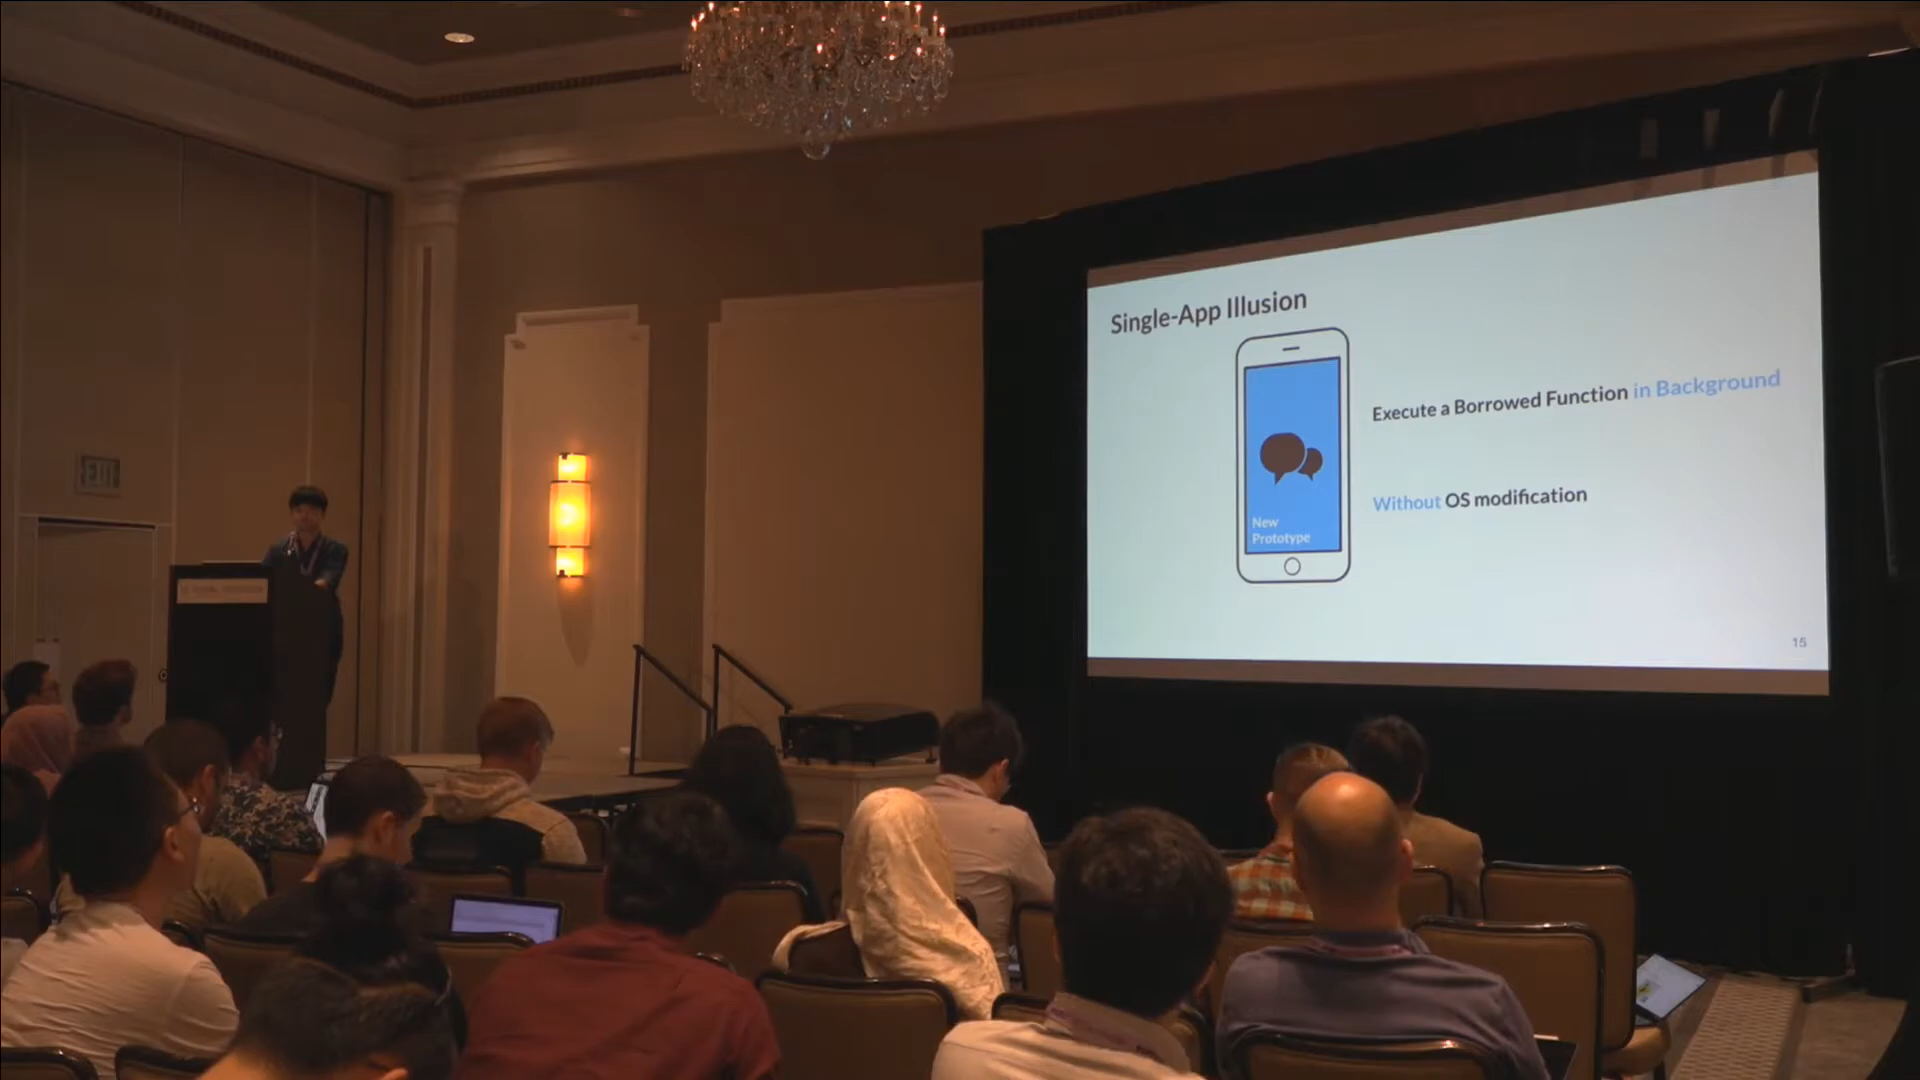 EXIT
Single-App Illusion
Execute a Borrowed Function in Background
Without OS modification
New
Prototype
15